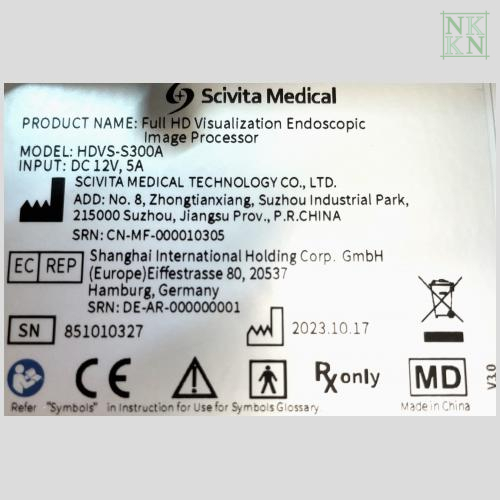 NK
KN
Scivita Medical
PRODUCT NAME: Full HD Visualization Endoscopic
Image Processor
MODEL: HDVS-S300A
INPUT: DC 12V, 5A
SCIVITA MEDICAL TECHNOLOGY CO., LTD.
ADD: No. 8, Zhongtianxiang, Suzhou Industrial Park,
215000 Suzhou, Jiangsu Prov., P.R.CHINA
SRN: CN-MF-000010305
EC REP
Shanghai International Holding Corp. GmbH
(Europe)Eiffestrasse 80, 20537
Hamburg, Germany
SRN: DE-AR-000000001
SN 851010327 2023.10.17
CE Rx only MD
V3.0
Refer "Symbols" in Instruction for Use for Symbols Glossary. Made in China